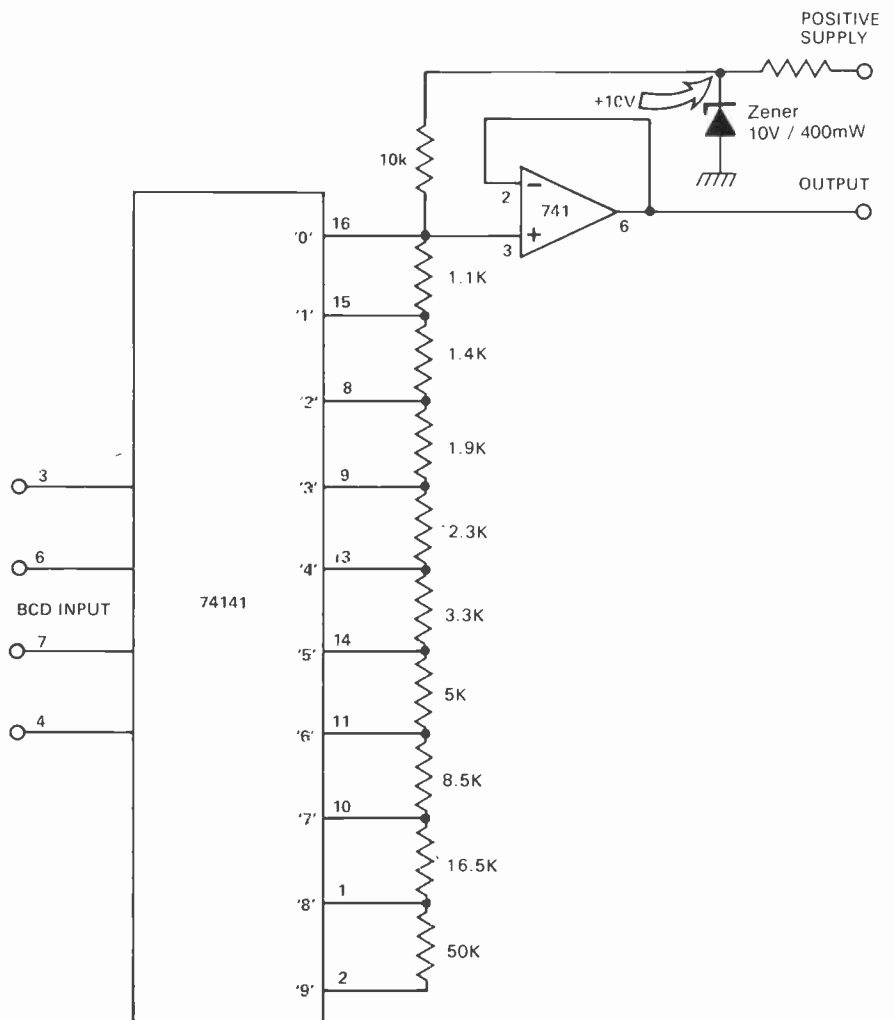 POSITIVE
SUPPLY
+10V
Zener
10V / 400mW
10k
OUTPUT
2
741
6
3
'0'
16
1.1K
'1'
15
1.4K
'2'
8
1.9K
3
'3'
9
2.3K
6
'4'
13
BCD INPUT
74141
3.3K
7
'5'
14
5K
4
'6'
11
8.5K
'7'
10
16.5K
'8'
1
50K
'9'
2